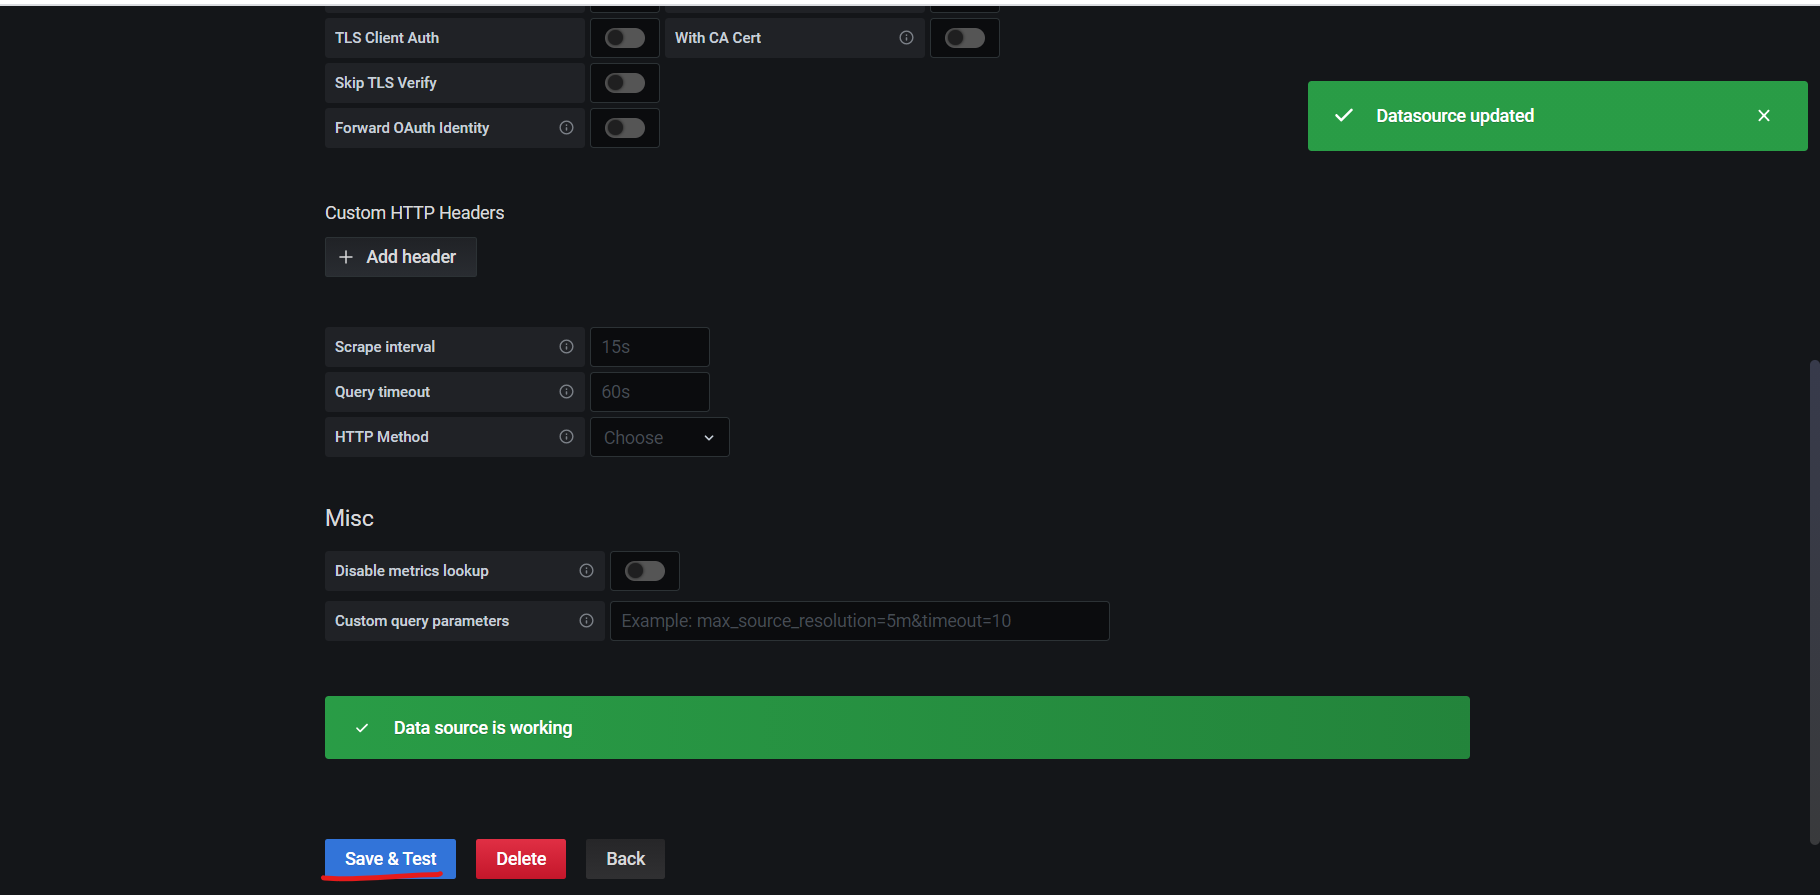 TLS Client Auth
With CA Cert
Skip TLS Verify
Forward OAuth Identity
Datasource updated
Custom HTTP Headers
Add header
Scrape interval
15s
Query timeout
60s
HTTP Method
Choose
Misc
Disable metrics lookup
Custom query parameters
Example: max_source_resolution=5m&timeout=10
Data source is working
Save & Test
Delete
Back